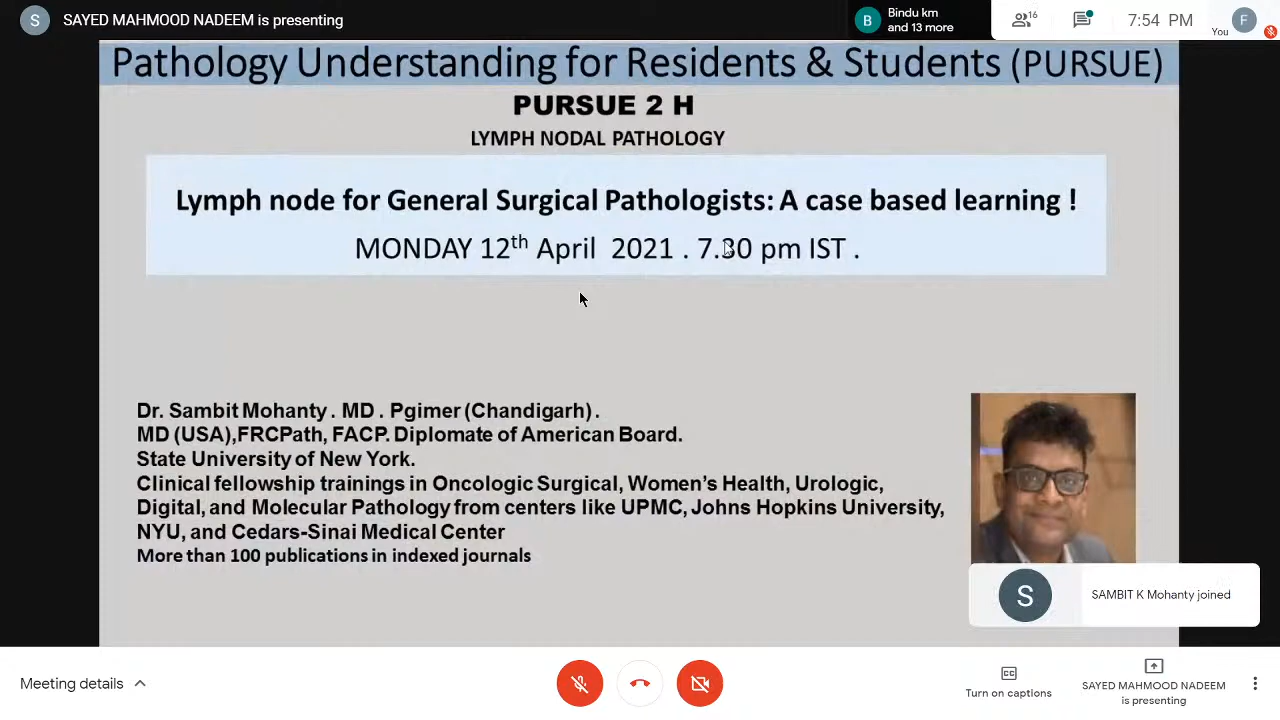 S SAYED MAHMOOD NADEEM is presenting
B Bindu km
and 13 more
16
7:54 PM
You F
Pathology Understanding for Residents & Students (PURSUE)
PURSUE 2 H
LYMPH NODAL PATHOLOGY
Lymph node for General Surgical Pathologists: A case based learning !
MONDAY 12th April 2021 . 7.30 pm IST .
Dr. Sambit Mohanty . MD . Pgimer (Chandigarh) .
MD (USA),FRCPath, FACP. Diplomate of American Board.
State University of New York.
Clinical fellowship trainings in Oncologic Surgical, Women's Health, Urologic,
Digital, and Molecular Pathology from centers like UPMC, Johns Hopkins University,
NYU, and Cedars-Sinai Medical Center
More than 100 publications in indexed journals
S SAMBIT K Mohanty joined
Meeting details
CC
Turn on captions
SAYED MAHMOOD NADEEM
is presenting